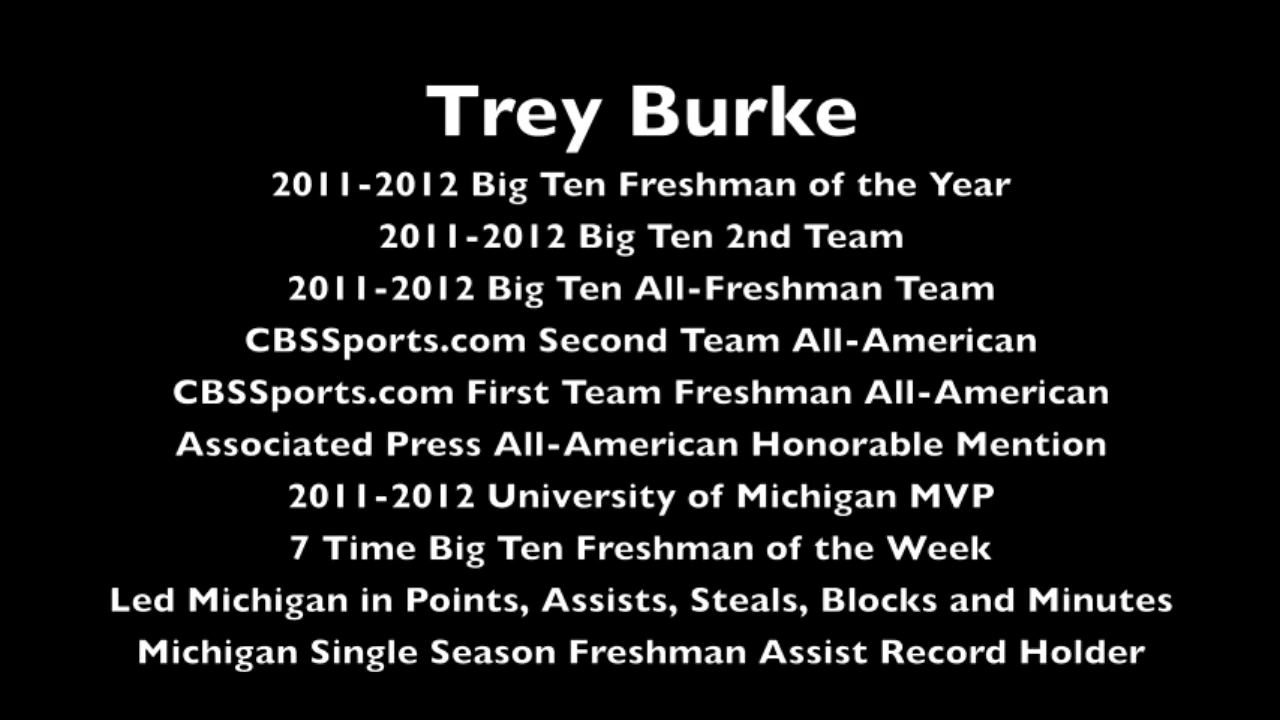 Trey Burke
2011-2012 Big Ten Freshman of the Year
2011-2012 Big Ten 2nd Team
2011-2012 Big Ten All-Freshman Team
CBSSports.com Second Team All-American
CBSSports.com First Team Freshman All-American
Associated Press All-American Honorable Mention
2011-2012 University of Michigan MVP
7 Time Big Ten Freshman of the Week
Led Michigan in Points, Assists, Steals, Blocks and Minutes
Michigan Single Season Freshman Assist Record Holder